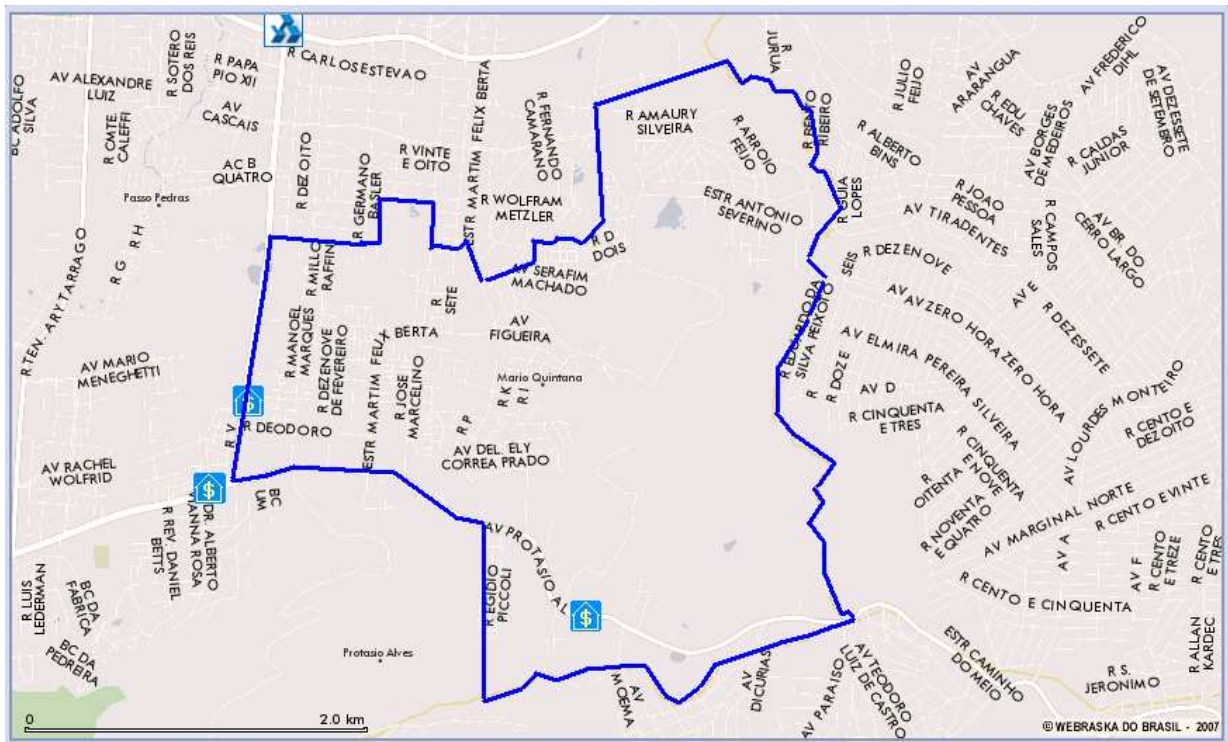 R CARLOS ESTEVAO
R JURUA
R SOTERO
DOS REIS
R PAPA
PIO XII
AV ALEXANDRE
LUIZ
BC ADOLFO
SILVA
R CMTE
CALEFFI
AV
CASCAIS
AC B
QUATRO
Passo Pedras
R DEZOITO
R GERMANO
BASLER
R VINTE
E OITO
ESTR MARTIM FELIX BERTA
R FERNANDO
CAMARANO
R WOLFRAM
METZLER
R D
DOIS
AV SERAFIM
MACHADO
R AMAURY
SILVEIRA
R ARROIO
FEIJO
ESTR ANTONIO
SEVERINO
R BENTO
RIBEIRO
R GUIA
LOPES
R JULIO
FEIJO
R ALBERTO
BINS
AV
ARARANGUA
R EDU
CHAVES
AV FREDERICO
DIHL
AV DEZESSETE
DE SETEMBRO
AV BORGES
DE MEDEIROS
R CALDAS
JUNIOR
R JOAO
PESSOA
AV TIRADENTES
R CAMPOS
SALES
AV BR. DO
CERRO LARGO
R DEZENOVE
SEIS
AV AV ZERO HORA ZERO HORA
AV E
R DEZESSETE
R TEN. ARY TARRAGO
R G
R H
R MILLO
RAFFIN
R MANOEL
MARQUES
R DEZENOVE
DE FEVEREIRO
R
SETE
ESTR MARTIM FELIX BERTA
AV
FIGUEIRA
R JOSE
MARCELINO
Mario Quintana
R K
R I
R P
AV MARIO
MENEGHETTI
R V
R DEODORO
AV DEL. ELY
CORREA PRADO
R EDUARDO DA
SILVA PEIXOTO
R
R DOZE
AV D
R CINQUENTA
E TRES
AV ELMIRA PEREIRA SILVEIRA
AV LOURDES MONTEIRO
R CENTO E
DEZOITO
R
OITENTA
R CINQUENTA
E NOVE
R NOVENTA
E QUATRO
AV MARGINAL NORTE
R CENTO E VINTE
AV A
AV F
R CENTO
E TREZE
R CENTO
E TRES
R CENTO E CINQUENTA
AV RACHEL
WOLFRID
$
$
BC
UM
DR. ALBERTO
VIANNA ROSA
R REV. DANIEL
BETTS
R LUIS
LEDERMAN
BC DA
FABRICA
BC DA
PEDREIRA
AV PROTASIO AL
R EGIDIO
PICCOLI
$
Protasio Alves
AV
MOEMA
AV
DICURIAS
AV PARAISO
AV TEODORO
LUIZ DE CASTRO
ESTR CAMINHO
DO MEIO
R S.
JERONIMO
R ALLAN
KARDEC
0
2.0 km
© WEBRASKA DO BRASIL - 2007